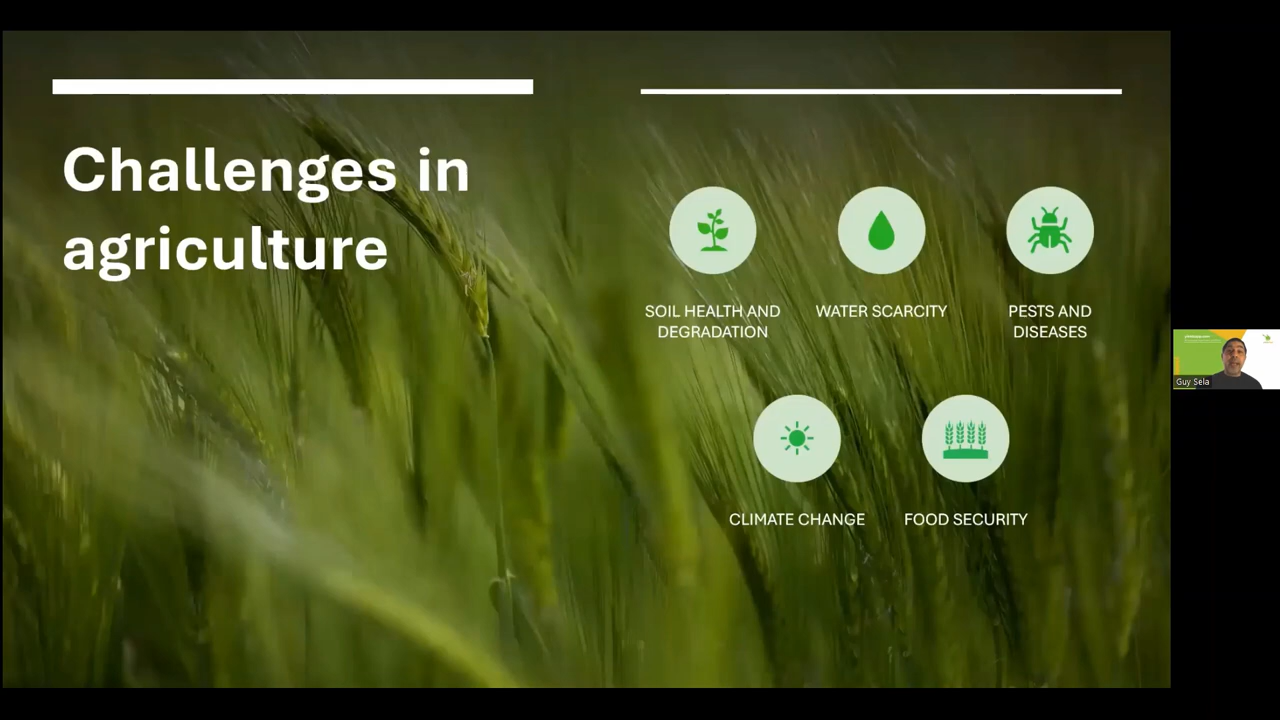 Challenges in
agriculture
SOIL HEALTH AND
DEGRADATION
WATER SCARCITY
PESTS AND
DISEASES
CLIMATE CHANGE
FOOD SECURITY
Guy Sela